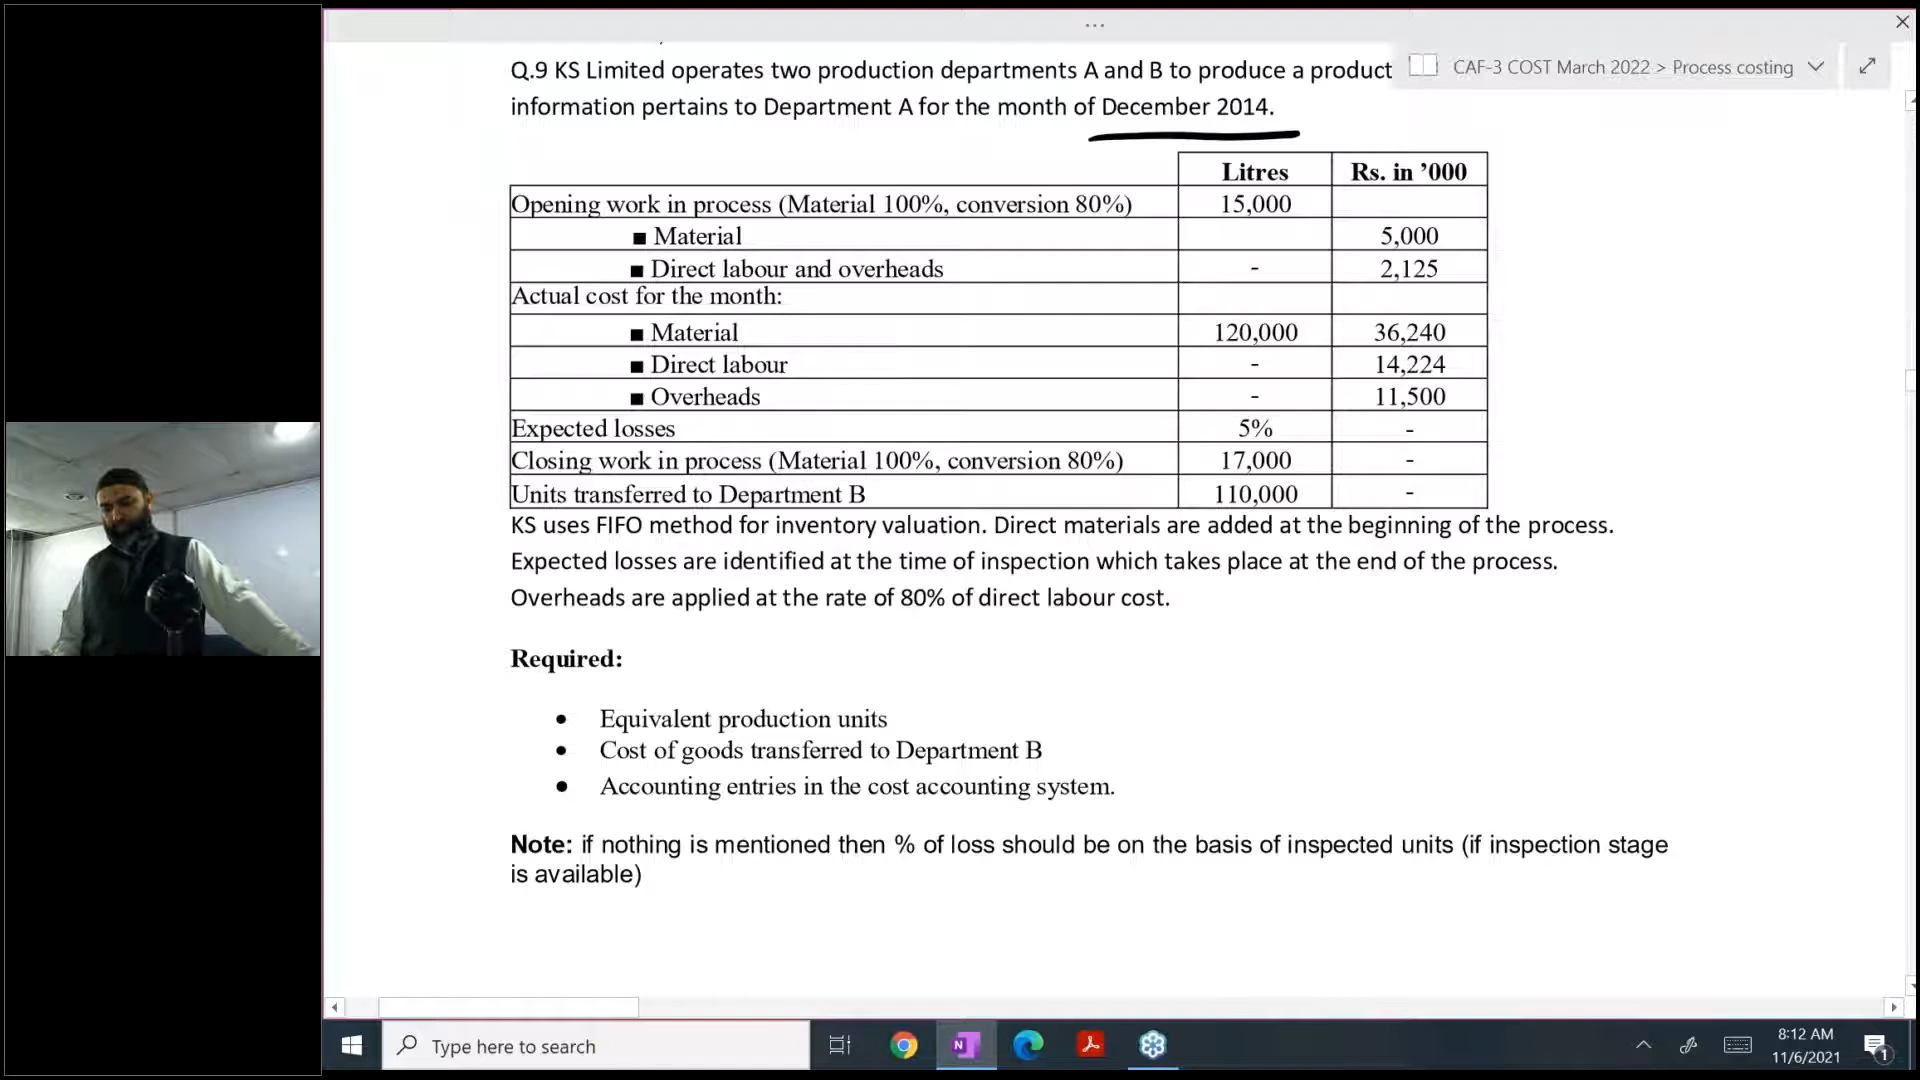 ...
Q.9 KS Limited operates two production departments A and B to produce a product
CAF-3 COST March 2022 > Process costing
information pertains to Department A for the month of December 2014.
Litres Rs. in ’000
Opening work in process (Material 100%, conversion 80%) 15,000
■ Material 5,000
■ Direct labour and overheads - 2,125
Actual cost for the month:
■ Material 120,000 36,240
■ Direct labour - 14,224
■ Overheads - 11,500
Expected losses 5% -
Closing work in process (Material 100%, conversion 80%) 17,000 -
Units transferred to Department B 110,000 -
KS uses FIFO method for inventory valuation. Direct materials are added at the beginning of the process.
Expected losses are identified at the time of inspection which takes place at the end of the process.
Overheads are applied at the rate of 80% of direct labour cost.
Required:
• Equivalent production units
• Cost of goods transferred to Department B
• Accounting entries in the cost accounting system.
Note: if nothing is mentioned then % of loss should be on the basis of inspected units (if inspection stage
is available)
Type here to search
N
8:12 AM
11/6/2021
1